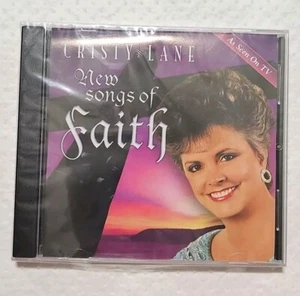 CRISTY LANE
As Seen On TV
New
songs of
Faith